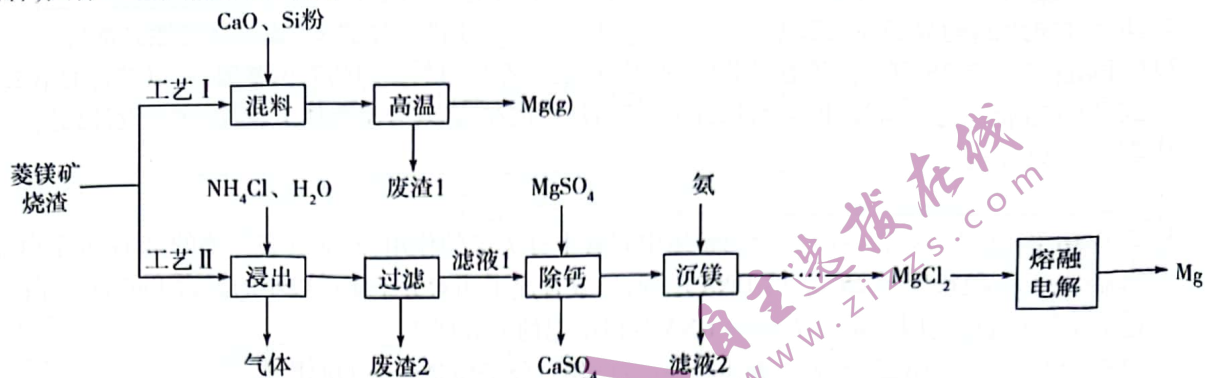 CaO、Si粉
工艺Ⅰ
混料
高温
Mg(g)
菱镁矿
烧渣
废渣1
NH₄Cl、H₂O
MgSO₄
氨
工艺Ⅱ
浸出
过滤
滤液1
除钙
沉镁
……
MgCl₂
熔融
电解
Mg
气体
废渣2
CaSO₄
滤液2
自主选拔在线
www.zizzs.com